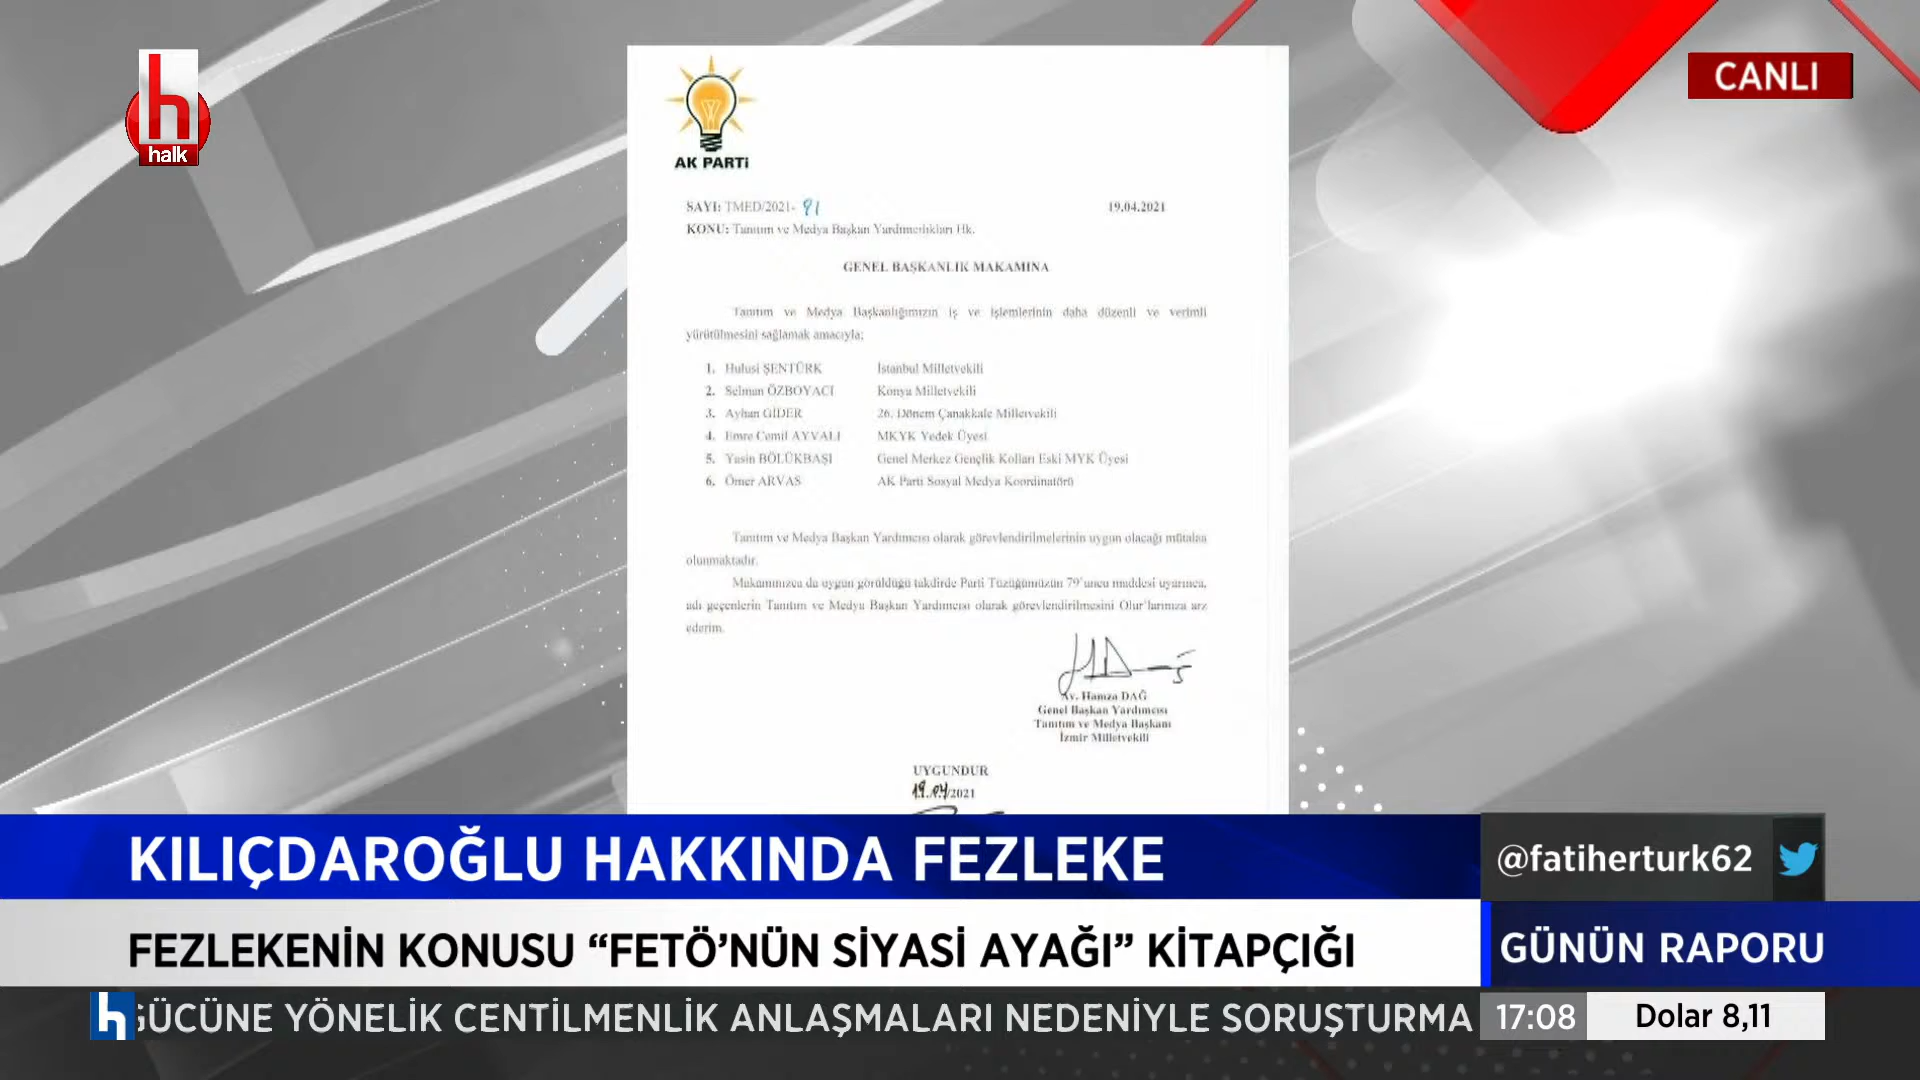 h
halk
CANLI
AK PARTİ
SAYI: TMED/2021- 91
19.04.2021
KONU: Tanıtım ve Medya Başkan Yardımcılıkları Hk.
GENEL BAŞKANLIK MAKAMINA
Tanıtım ve Medya Başkanlığımızın iş ve işlemlerinin daha düzenli ve verimli
yürütülmesini sağlamak amacıyla;
1. Hulusi ŞENTÜRK İstanbul Milletvekili
2. Selman ÖZBOYACI Konya Milletvekili
3. Ayhan GİDER 26. Dönem Çanakkale Milletvekili
4. Emre Cemil AYVALI MKYK Yedek Üyesi
5. Yasin BÖLÜKBAŞI Genel Merkez Gençlik Kolları Eski MYK Üyesi
6. Ömer ARVAS AK Parti Sosyal Medya Koordinatörü
Tanıtım ve Medya Başkan Yardımcısı olarak görevlendirilmelerinin uygun olacağı mütalaa
olunmaktadır.
Makamınızca da uygun görüldüğü takdirde Parti Tüzüğümüzün 79'uncu maddesi uyarınca,
adı geçenlerin Tanıtım ve Medya Başkan Yardımcısı olarak görevlendirilmesini Olur'larınıza arz
ederim.
Av. Hamza DAĞ
Genel Başkan Yardımcısı
Tanıtım ve Medya Başkanı
İzmir Milletvekili
UYGUNDUR
19.04/2021
KILIÇDAROĞLU HAKKINDA FEZLEKE
@fatiherturk62
FEZLEKENİN KONUSU “FETÖ’NÜN SİYASİ AYAĞI” KİTAPÇIĞI
GÜNÜN RAPORU
h GÜCÜNE YÖNELİK CENTİLMENLİK ANLAŞMALARI NEDENİYLE SORUŞTURMA
17:08
Dolar 8,11